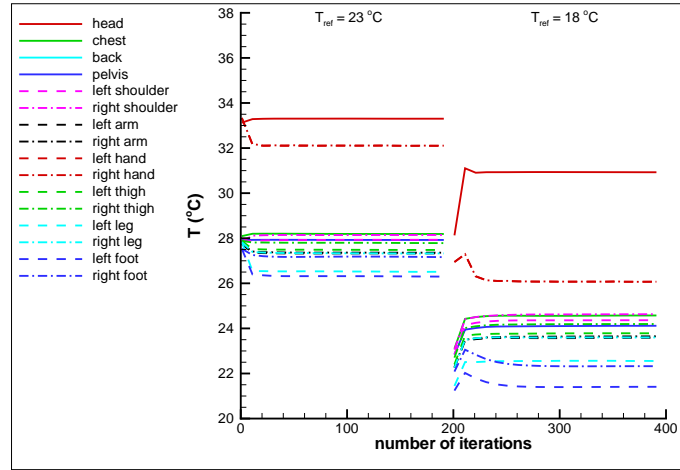 T_ref = 23 °C
T_ref = 18 °C
head
chest
back
pelvis
left shoulder
right shoulder
left arm
right arm
left hand
right hand
left thigh
right thigh
left leg
right leg
left foot
right foot
T (°C)
38
36
34
32
30
28
26
24
22
20
0
100
200
300
400
number of iterations